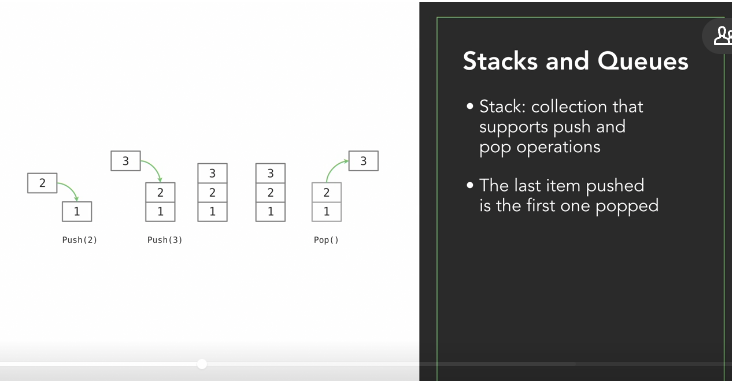 Stacks and Queues
• Stack: collection that
supports push and
pop operations
• The last item pushed
is the first one popped
2
1
Push(2)
3
2
1
Push(3)
3
2
1
3
2
1
3
2
1
Pop()